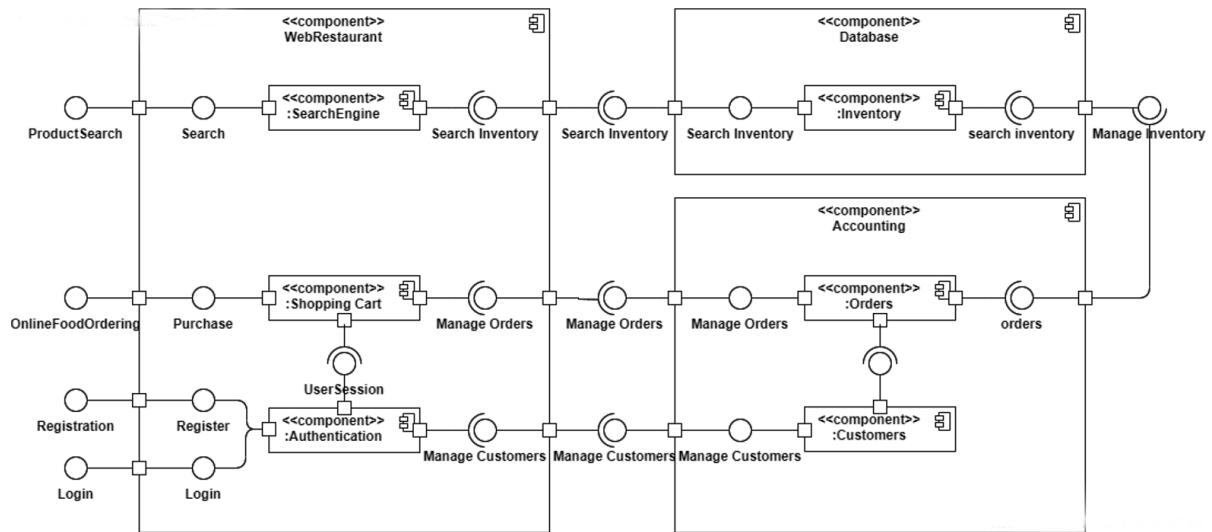 <<component>>
WebRestaurant
<<component>>
Database
<<component>>
:SearchEngine
<<component>>
:Inventory
ProductSearch
Search
Search Inventory
Search Inventory
Search Inventory
search inventory
Manage Inventory
<<component>>
Accounting
<<component>>
:Shopping Cart
<<component>>
:Orders
OnlineFoodOrdering
Purchase
Manage Orders
Manage Orders
Manage Orders
orders
UserSession
<<component>>
:Authentication
<<component>>
:Customers
Registration
Register
Manage Customers
Manage Customers
Manage Customers
Login
Login